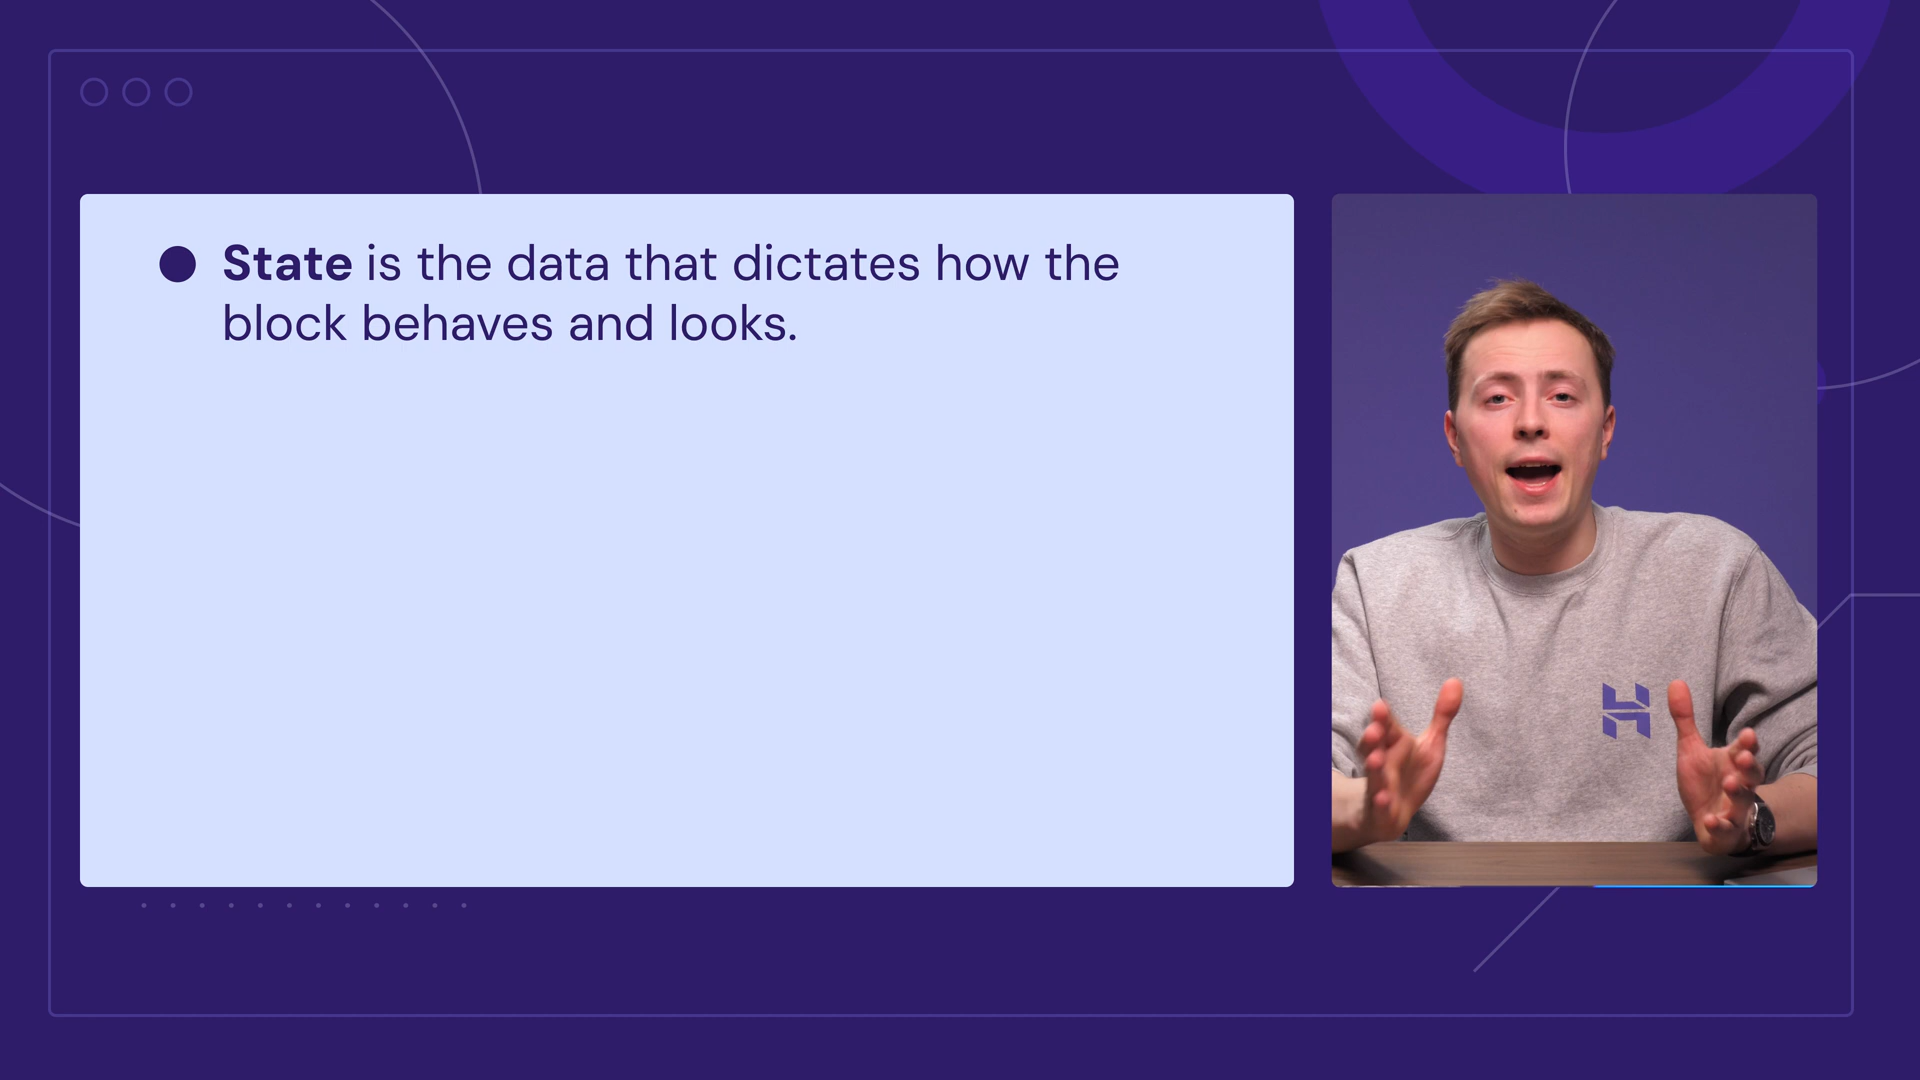 State is the data that dictates how the
block behaves and looks.